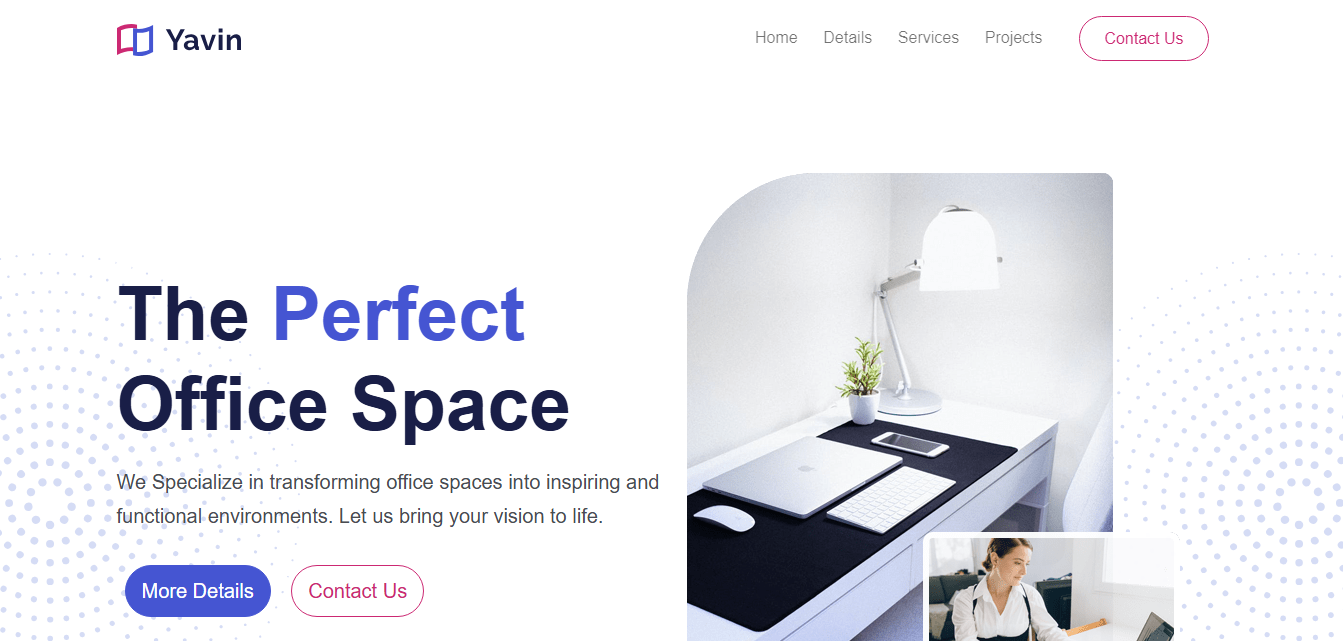 Yavin
Home Details Services Projects Contact Us
The Perfect
Office Space
We Specialize in transforming office spaces into inspiring and
functional environments. Let us bring your vision to life.
More Details Contact Us